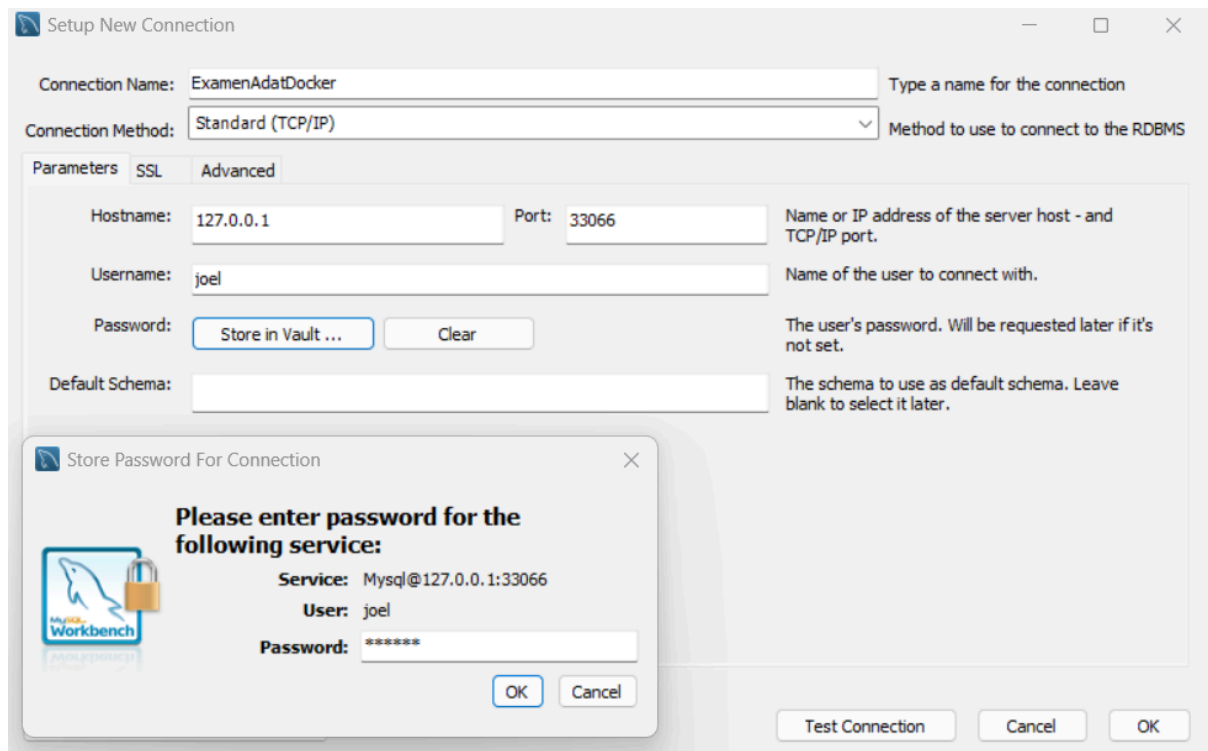 Setup New Connection
Connection Name: ExamenAdatDocker Type a name for the connection
Connection Method: Standard (TCP/IP) Method to use to connect to the RDBMS
Parameters SSL Advanced
Hostname: 127.0.0.1 Port: 33066 Name or IP address of the server host - and
TCP/IP port.
Username: joel Name of the user to connect with.
Password: Store in Vault ... Clear The user's password. Will be requested later if it's
not set.
Default Schema: The schema to use as default schema. Leave
blank to select it later.
Store Password For Connection
Please enter password for the
following service:
Service: Mysql@127.0.0.1:33066
User: joel
Password: ******
MySQL
Workbench
OK Cancel
Test Connection Cancel OK